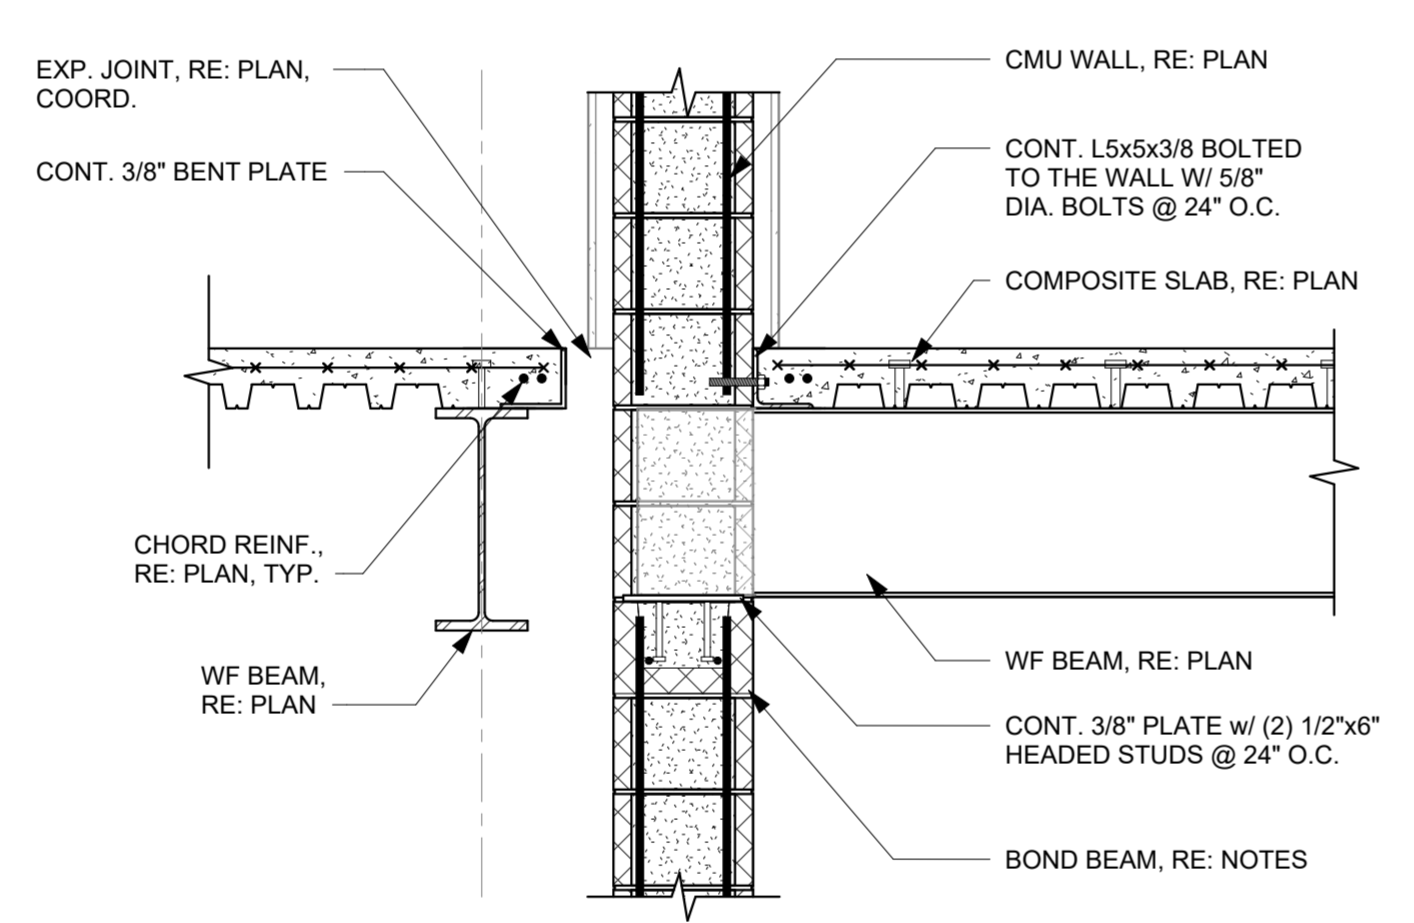 EXP. JOINT, RE: PLAN,
COORD.
CONT. 3/8" BENT PLATE
CHORD REINF.,
RE: PLAN, TYP.
WF BEAM,
RE: PLAN
CMU WALL, RE: PLAN
CONT. L5x5x3/8 BOLTED
TO THE WALL W/ 5/8"
DIA. BOLTS @ 24" O.C.
COMPOSITE SLAB, RE: PLAN
WF BEAM, RE: PLAN
CONT. 3/8" PLATE w/ (2) 1/2"x6"
HEADED STUDS @ 24" O.C.
BOND BEAM, RE: NOTES